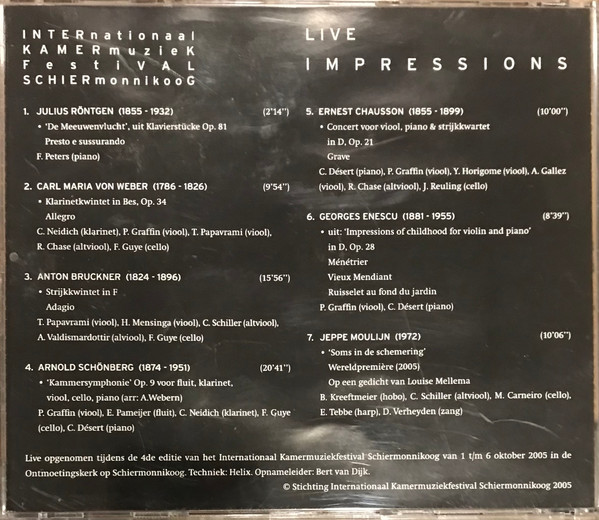 INTERnationaal
KAMERmuzieK
FestiVAL
SCHIERmonnikooG
1. JULIUS RÖNTGEN (1855 - 1932) (2'14")
• 'De Meeuwenvlucht', uit Klavierstücke Op. 81
Presto e sussurando
F. Peters (piano)
2. CARL MARIA VON WEBER (1786 - 1826) (9'54")
• Klarinetkwintet in Bes, Op. 34
Allegro
C. Neidich (klarinet), P. Graffin (viool), T. Papavrami (viool),
R. Chase (altviool), F. Guye (cello)
3. ANTON BRUCKNER (1824 - 1896) (15'56")
• Strijkkwintet in F
Adagio
T. Papavrami (viool), H. Mensinga (viool), C. Schiller (altviool),
A. Valdismardottir (alviool), F. Guye (cello)
4. ARNOLD SCHÖNBERG (1874 - 1951) (20'41")
• 'Kammersymphonie' Op. 9 voor fluit, klarinet,
viool, cello, piano (arr: A.Webern)
P. Graffin (viool), E. Pameijer (fluit), C. Neidich (klarinet), F. Guye
(cello), C. Désert (piano)
LIVE
IMPRESSIONS
5. ERNEST CHAUSSON (1855 - 1899) (10'00")
• Concert voor viool, piano & strijkkwartet
in D, Op. 21
Grave
C. Désert (piano), P. Graffin (viool), Y. Horigome (viool), A. Gallez
(viool), R. Chase (altviool), J. Reuling (cello)
6. GEORGES ENESCU (1881 - 1955) (8'39")
• uit: 'Impressions of childhood for violin and piano'
in D, Op. 28
Ménétrier
Vieux Mendiant
Ruisselet au fond du jardin
P. Graffin (viool), C. Désert (piano)
7. JEPPE MOULIJN (1972) (10'06")
• 'Soms in de schemering'
Wereldpremière (2005)
Op een gedicht van Louise Mellema
B. Kreeftmeier (hobo), C. Schiller (altviool), M. Carneiro (cello),
E. Tebbe (harp), D. Verheyden (zang)
Live opgenomen tijdens de 4de editie van het Internationaal Kamermuziekfestival Schiermonnikoog van 1 t/m 6 oktober 2005 in de
Ontmoetingskerk op Schiermonnikoog. Techniek: Helix. Opnameleider: Bert van Dijk.
© Stichting Internationaal Kamermuziekfestival Schiermonnikoog 2005